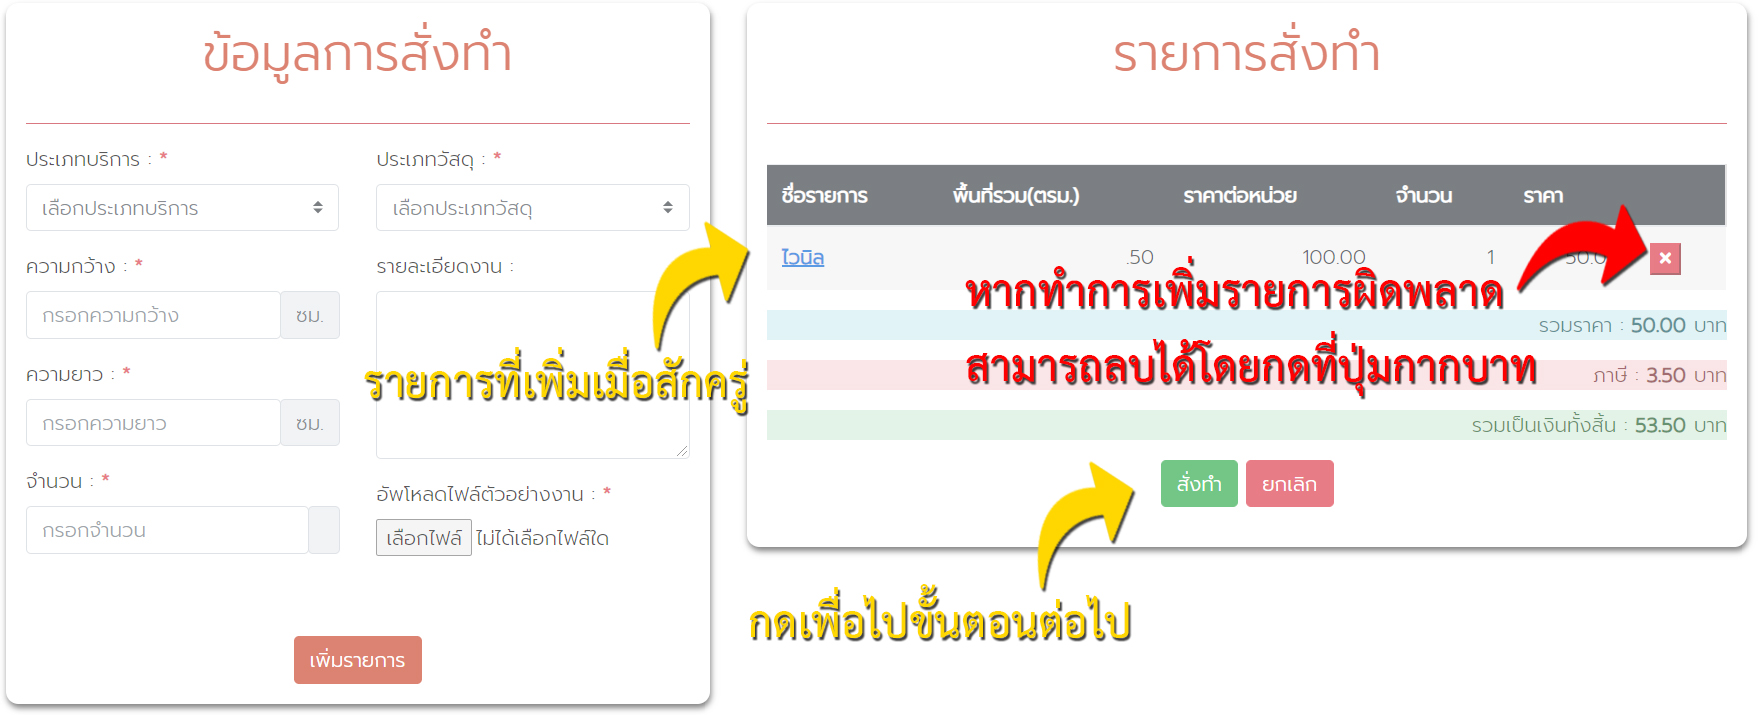 ข้อมูลการสั่งทำ
ประเภทบริการ : *
ประเภทวัสดุ : *
เลือกประเภทบริการ
เลือกประเภทวัสดุ
ความกว้าง : *
รายละเอียดงาน :
กรอกความกว้าง ซม.
ความยาว : *
กรอกความยาว ซม.
จำนวน : *
กรอกจำนวน
อัพโหลดไฟล์ตัวอย่างงาน : *
เลือกไฟล์ ไม่ได้เลือกไฟล์ใด
เพิ่มรายการ
รายการที่เพิ่มเมื่อสักครู่
รายการสั่งทำ
ชื่อรายการ พื้นที่รวม(ตรม.) ราคาต่อหน่วย จำนวน ราคา
ไวนิล .50 100.00 1 50.0
หากทำการเพิ่มรายการผิดพลาด
รวมราคา : 50.00 บาท
สามารถลบได้โดยกดที่ปุ่มกากบาท
ภาษี : 3.50 บาท
รวมเป็นเงินทั้งสิ้น : 53.50 บาท
สั่งทำ ยกเลิก
กดเพื่อไปขั้นตอนต่อไป